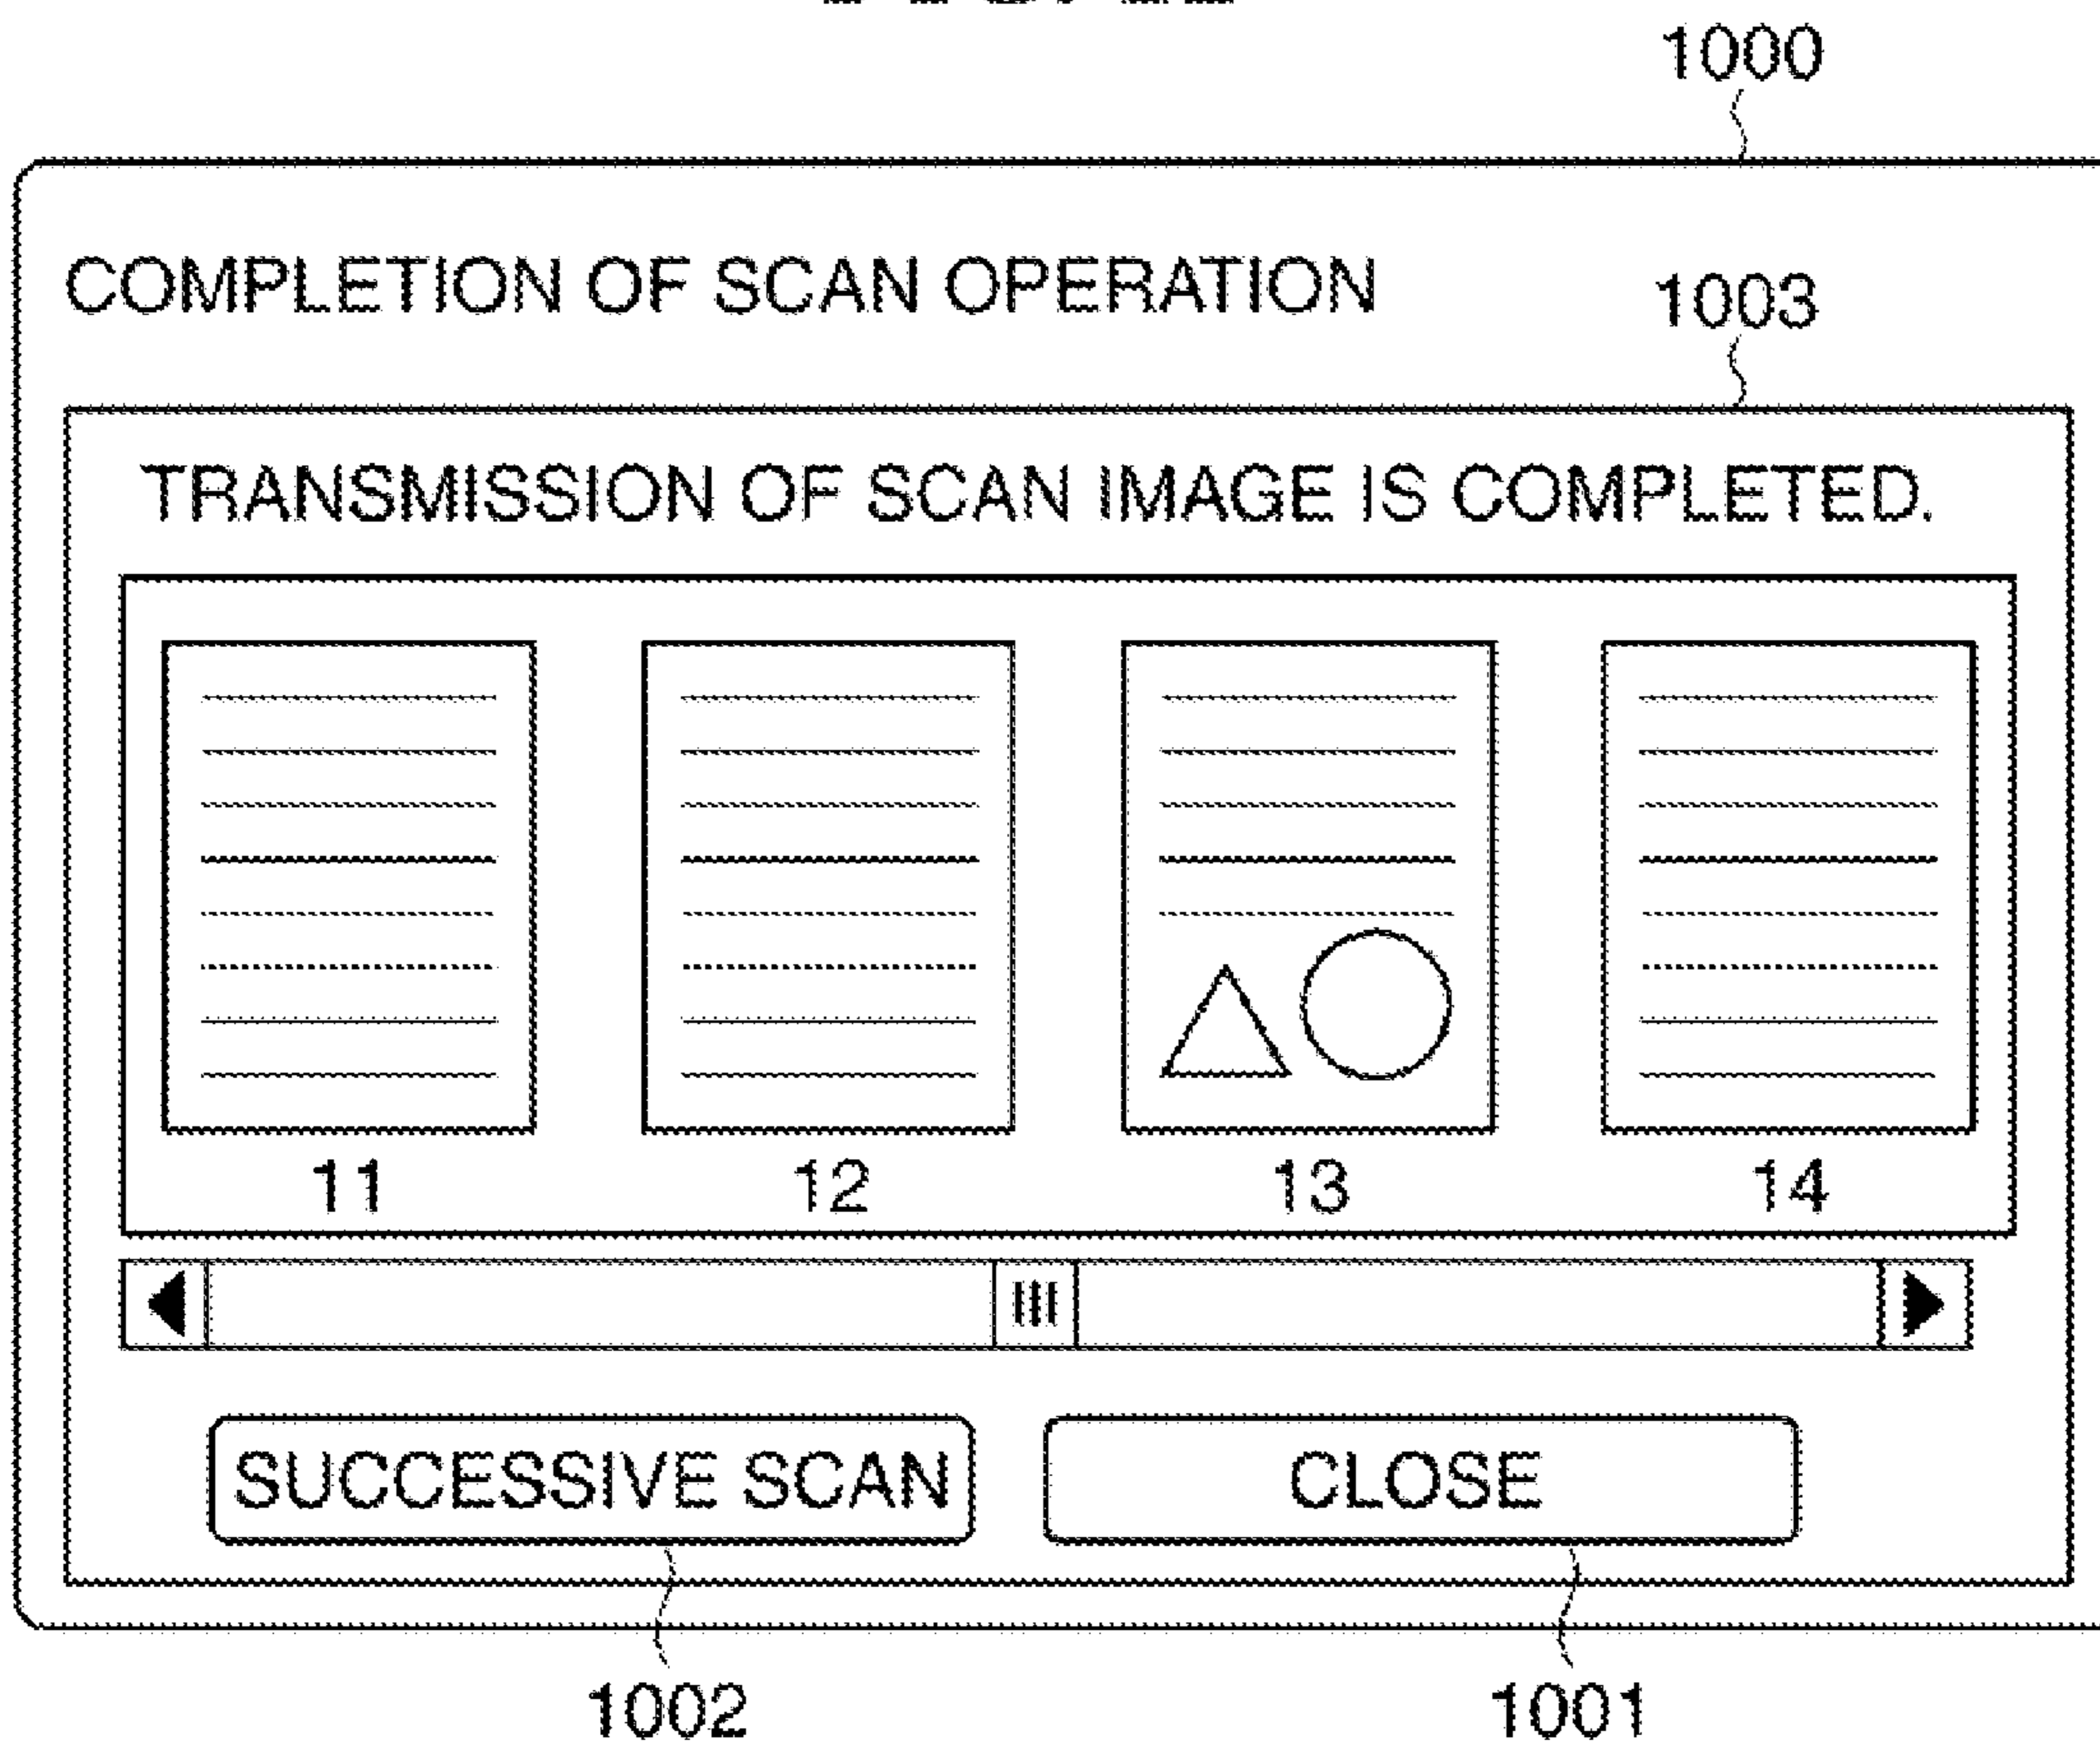 1000
COMPLETION OF SCAN OPERATION
1003
TRANSMISSION OF SCAN IMAGE IS COMPLETED.
11 12 13 14
SUCCESSIVE SCAN CLOSE
1002 1001